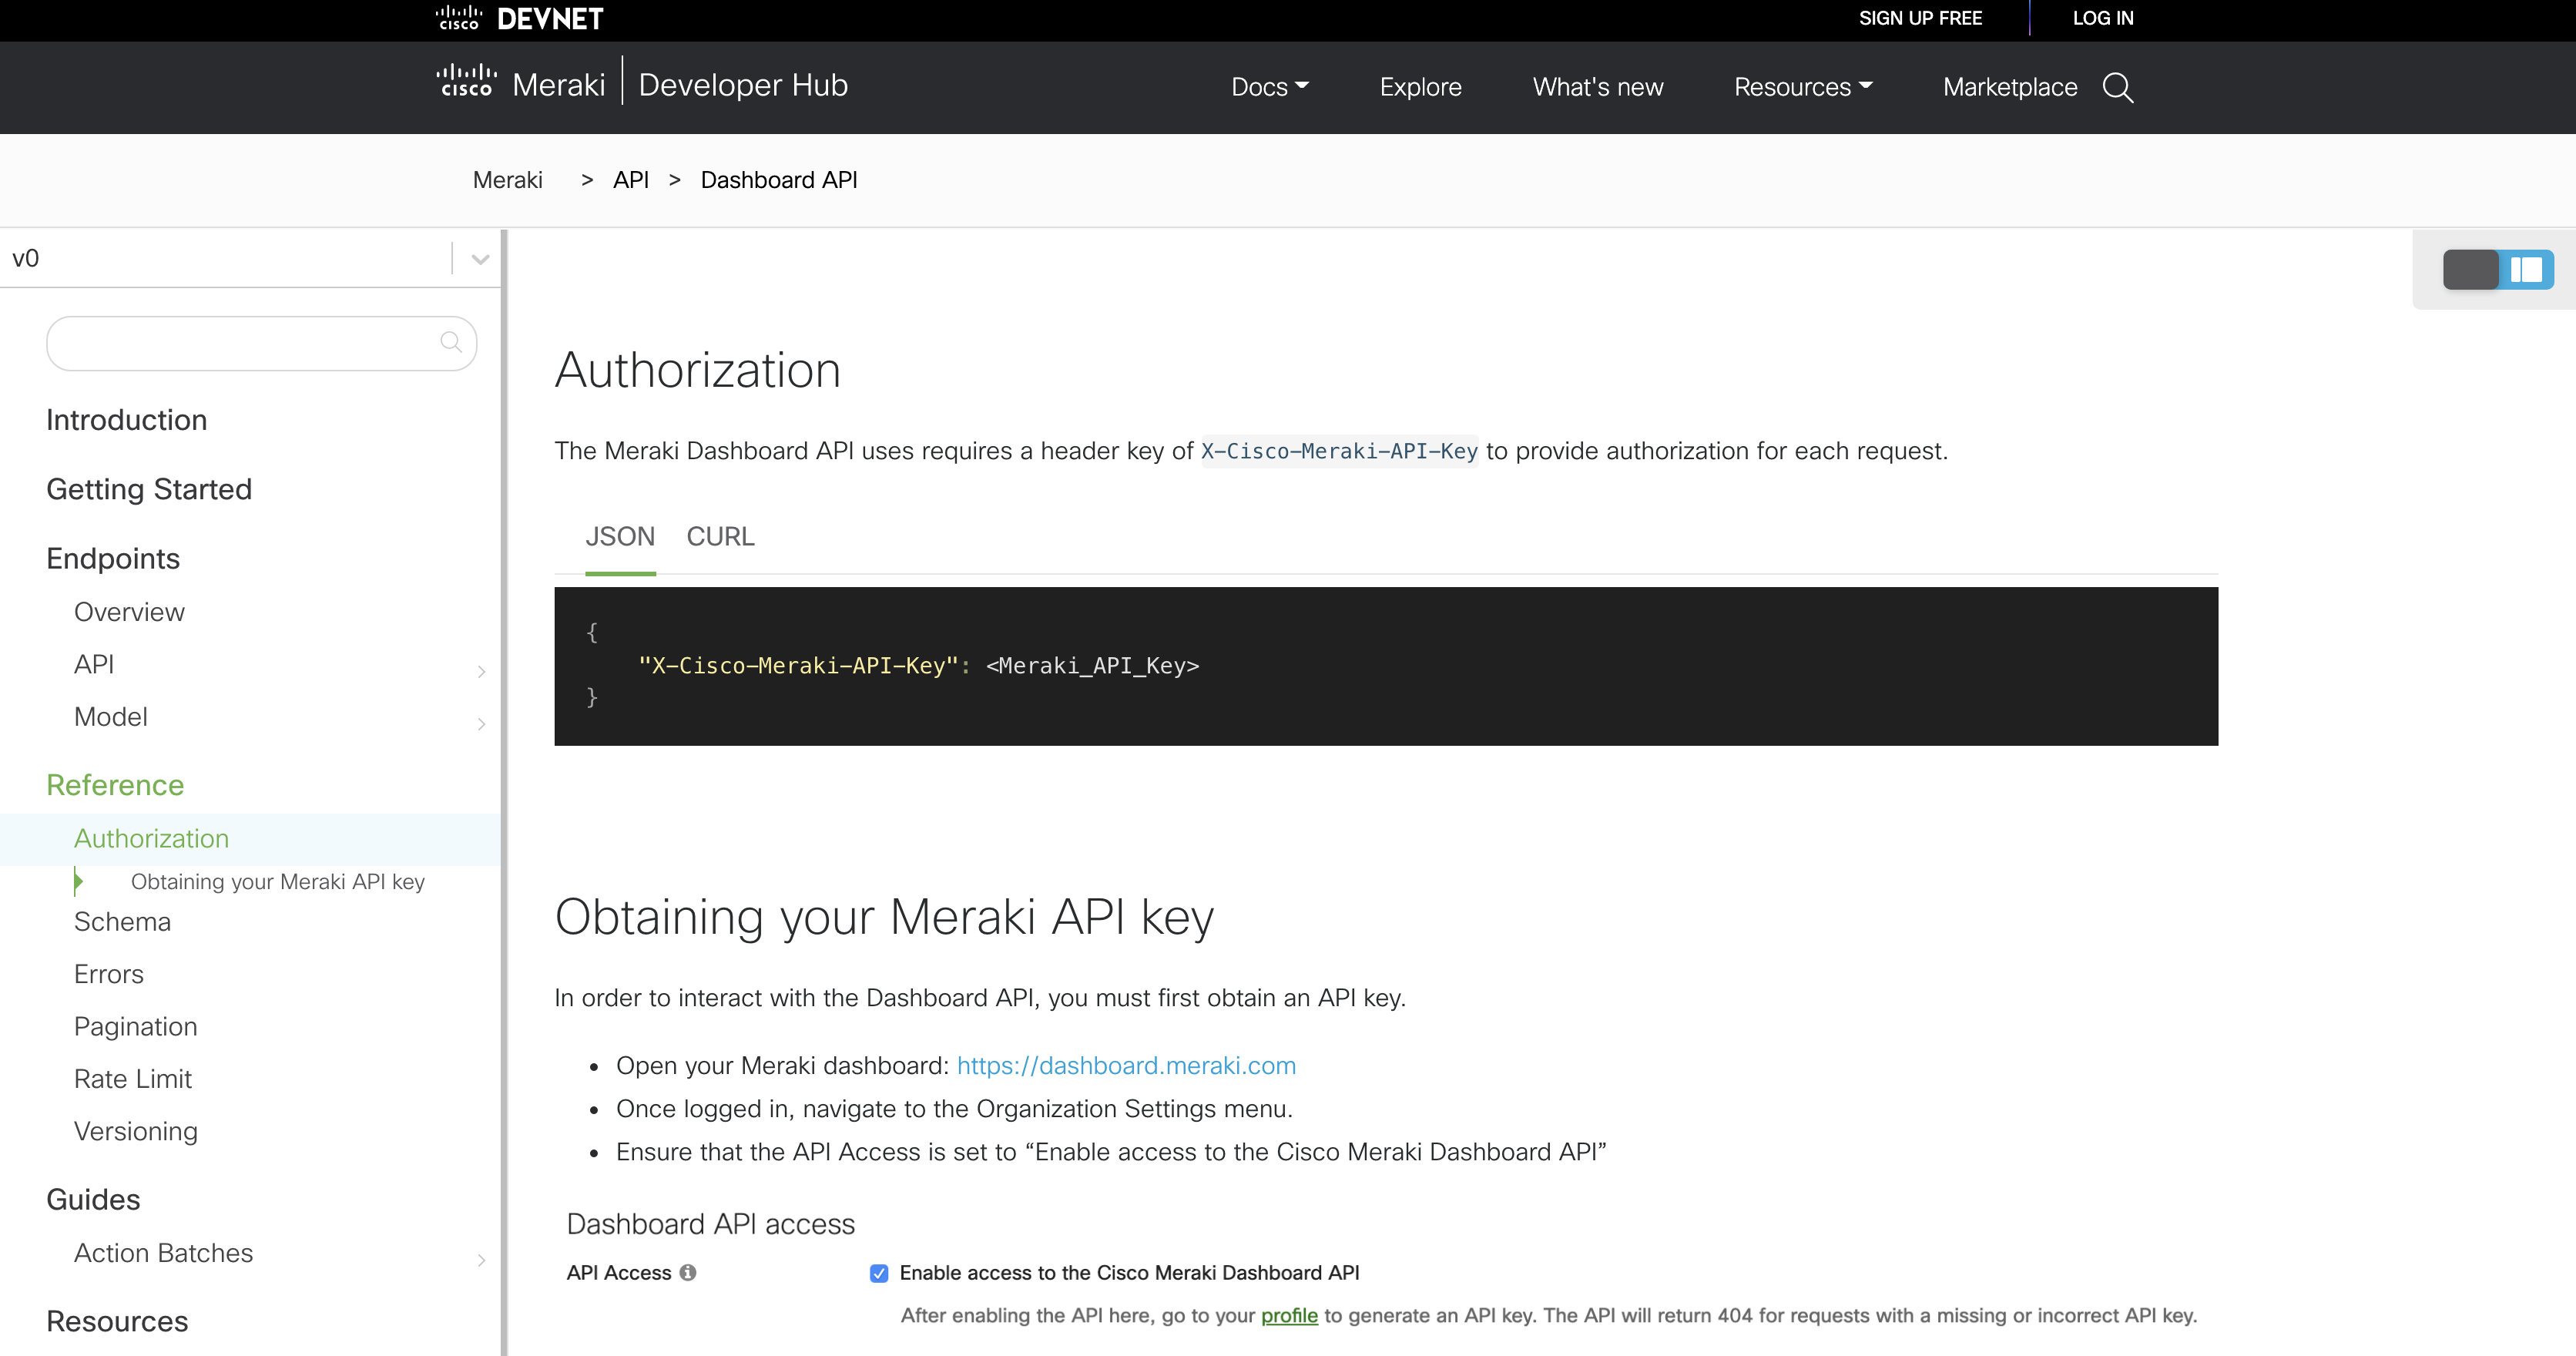 CISCO DEVNET
SIGN UP FREE
LOG IN
CISCO Meraki Developer Hub
Docs
Explore
What's new
Resources
Marketplace
Meraki > API > Dashboard API
v0
Introduction
Getting Started
Endpoints
Overview
API
Model
Reference
Authorization
Obtaining your Meraki API key
Schema
Errors
Pagination
Rate Limit
Versioning
Guides
Action Batches
Resources
Authorization
The Meraki Dashboard API uses requires a header key of X-Cisco-Meraki-API-Key to provide authorization for each request.
JSON CURL
{
"X-Cisco-Meraki-API-Key": <Meraki_API_Key>
}
Obtaining your Meraki API key
In order to interact with the Dashboard API, you must first obtain an API key.
• Open your Meraki dashboard: https://dashboard.meraki.com
• Once logged in, navigate to the Organization Settings menu.
• Ensure that the API Access is set to “Enable access to the Cisco Meraki Dashboard API”
Dashboard API access
API Access i Enable access to the Cisco Meraki Dashboard API
After enabling the API here, go to your profile to generate an API key. The API will return 404 for requests with a missing or incorrect API key.